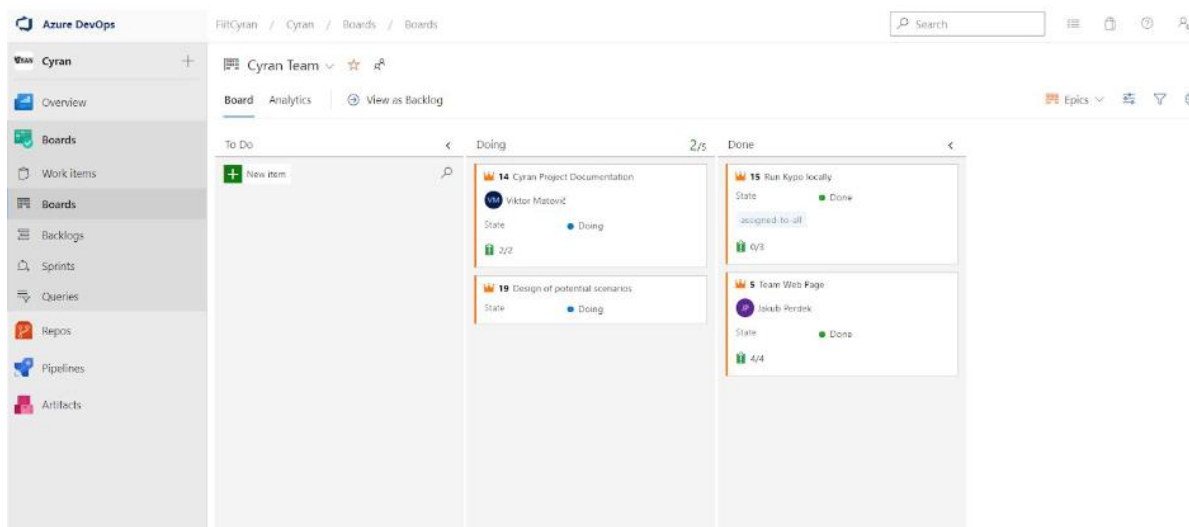 Azure DevOps
FiitCyran / Cyran / Boards / Boards
Search
Cyran
Cyran Team
Overview
Board Analytics View as Backlog
Epics
Boards
To Do
Doing 2/5
Done
Work items
New item
14 Cyran Project Documentation
VM Viktor Matovič
State Doing
2/2
15 Run Kypo locally
State Done
assigned-to-all
0/3
Boards
Backlogs
Sprints
19 Design of potential scenarios
State Doing
5 Team Web Page
JP Jakub Perdek
State Done
4/4
Queries
Repos
Pipelines
Artifacts